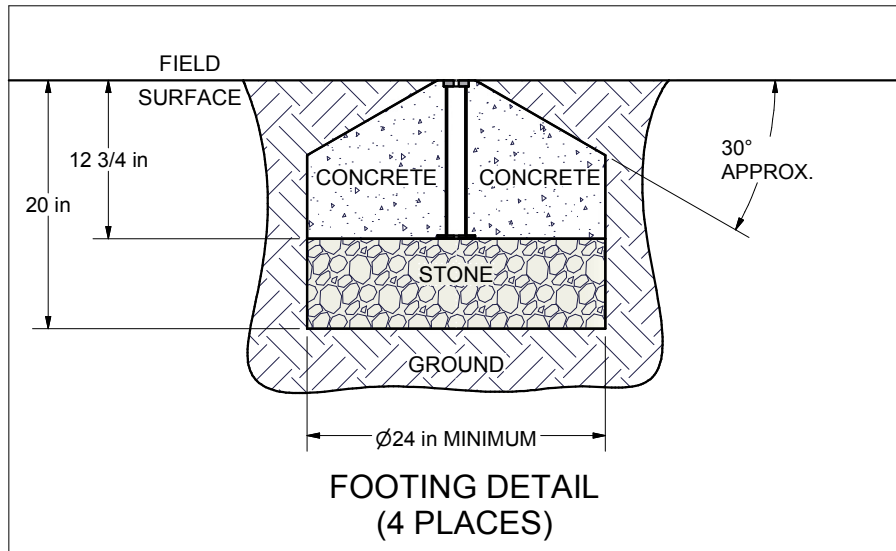 FIELD
SURFACE
12 3/4 in
20 in
CONCRETE
CONCRETE
30°
APPROX.
STONE
GROUND
Ø24 in MINIMUM
FOOTING DETAIL
(4 PLACES)